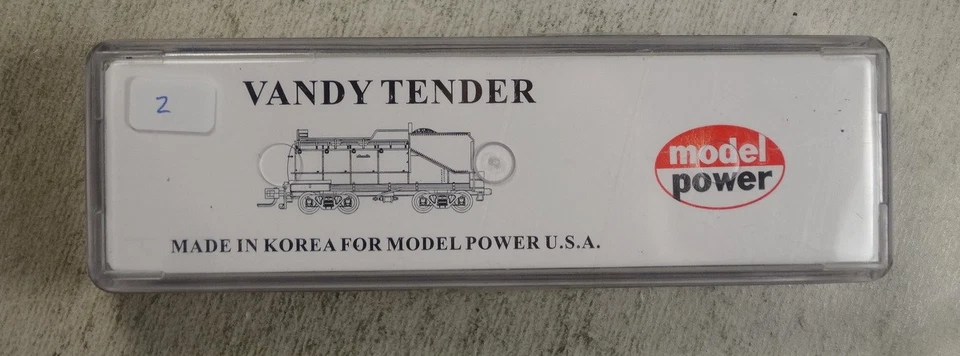 2
VANDY TENDER
model
power
MADE IN KOREA FOR MODEL POWER U.S.A.